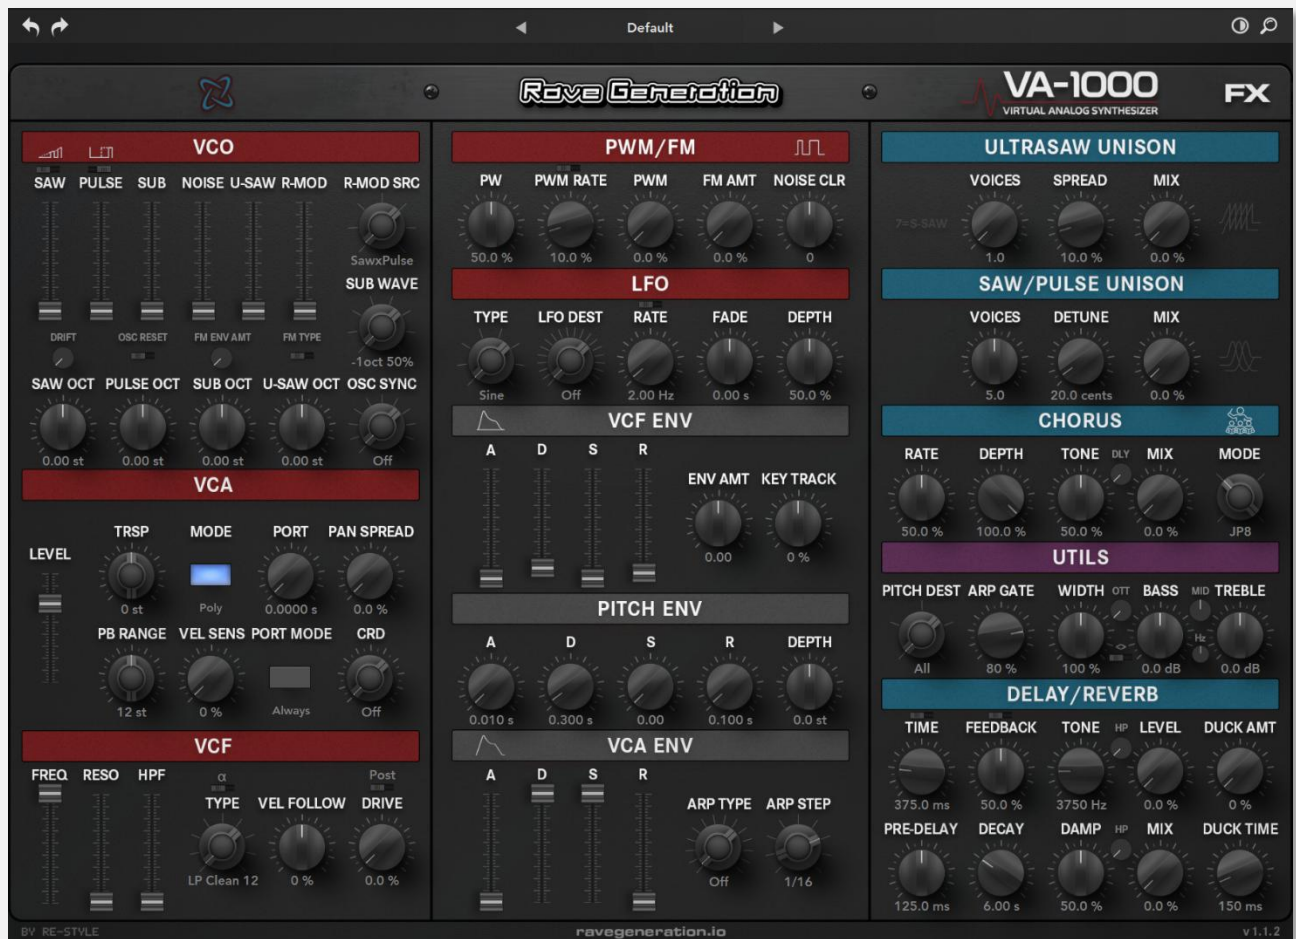 Default
Rave Generation
VA-1000
VIRTUAL ANALOG SYNTHESIZER
FX
VCO
SAW PULSE SUB NOISE U-SAW R-MOD R-MOD SRC
SawxPulse
SUB WAVE
-1oct 50%
DRIFT OSC RESET FM ENV AMT FM TYPE
SAW OCT PULSE OCT SUB OCT U-SAW OCT OSC SYNC
0.00 st 0.00 st 0.00 st 0.00 st Off
VCA
LEVEL
TRSP MODE PORT PAN SPREAD
0 st Poly 0.0000 s 0.0 %
PB RANGE VEL SENS PORT MODE CRD
12 st 0 % Always Off
VCF
FREQ RESO HPF
α Post
TYPE VEL FOLLOW DRIVE
LP Clean 12 0 % 0.0 %
PWM/FM
PW PWM RATE PWM FM AMT NOISE CLR
50.0 % 10.0 % 0.0 % 0.0 % 0
LFO
TYPE LFO DEST RATE FADE DEPTH
Sine Off 2.00 Hz 0.00 s 50.0 %
VCF ENV
A D S R
ENV AMT KEY TRACK
0.00 0 %
PITCH ENV
A D S R DEPTH
0.010 s 0.300 s 0.00 0.100 s 0.0 st
VCA ENV
A D S R
ARP TYPE ARP STEP
Off 1/16
ULTRASAW UNISON
VOICES SPREAD MIX
7=S-SAW
1.0 10.0 % 0.0 %
SAW/PULSE UNISON
VOICES DETUNE MIX
5.0 20.0 cents 0.0 %
CHORUS
RATE DEPTH TONE DLY MIX MODE
50.0 % 100.0 % 50.0 % 0.0 % JP8
UTILS
PITCH DEST ARP GATE WIDTH OTT BASS MID TREBLE
Hz
<>
All 80 % 100 % 0.0 dB 0.0 dB
DELAY/REVERB
TIME FEEDBACK TONE HP LEVEL DUCK AMT
375.0 ms 50.0 % 3750 Hz 0.0 % 0 %
PRE-DELAY DECAY DAMP HP MIX DUCK TIME
125.0 ms 6.00 s 50.0 % 0.0 % 150 ms
BY RE-STYLE
ravegeneration.io
v1.1.2